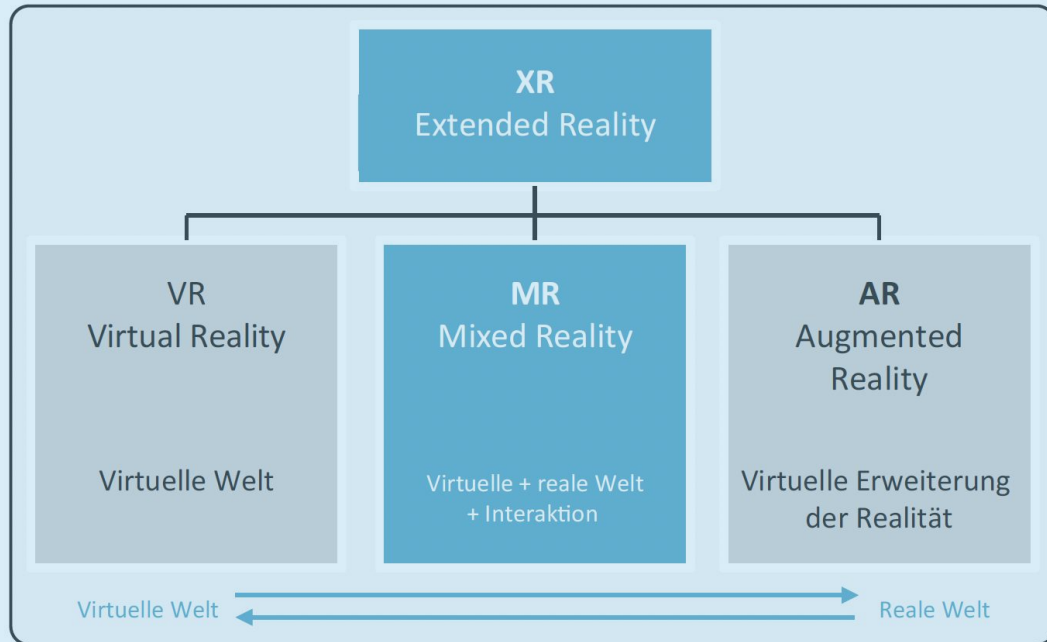 XR
Extended Reality
VR
Virtual Reality
Virtuelle Welt
MR
Mixed Reality
Virtuelle + reale Welt
+ Interaktion
AR
Augmented
Reality
Virtuelle Erweiterung
der Realität
Virtuelle Welt
Reale Welt